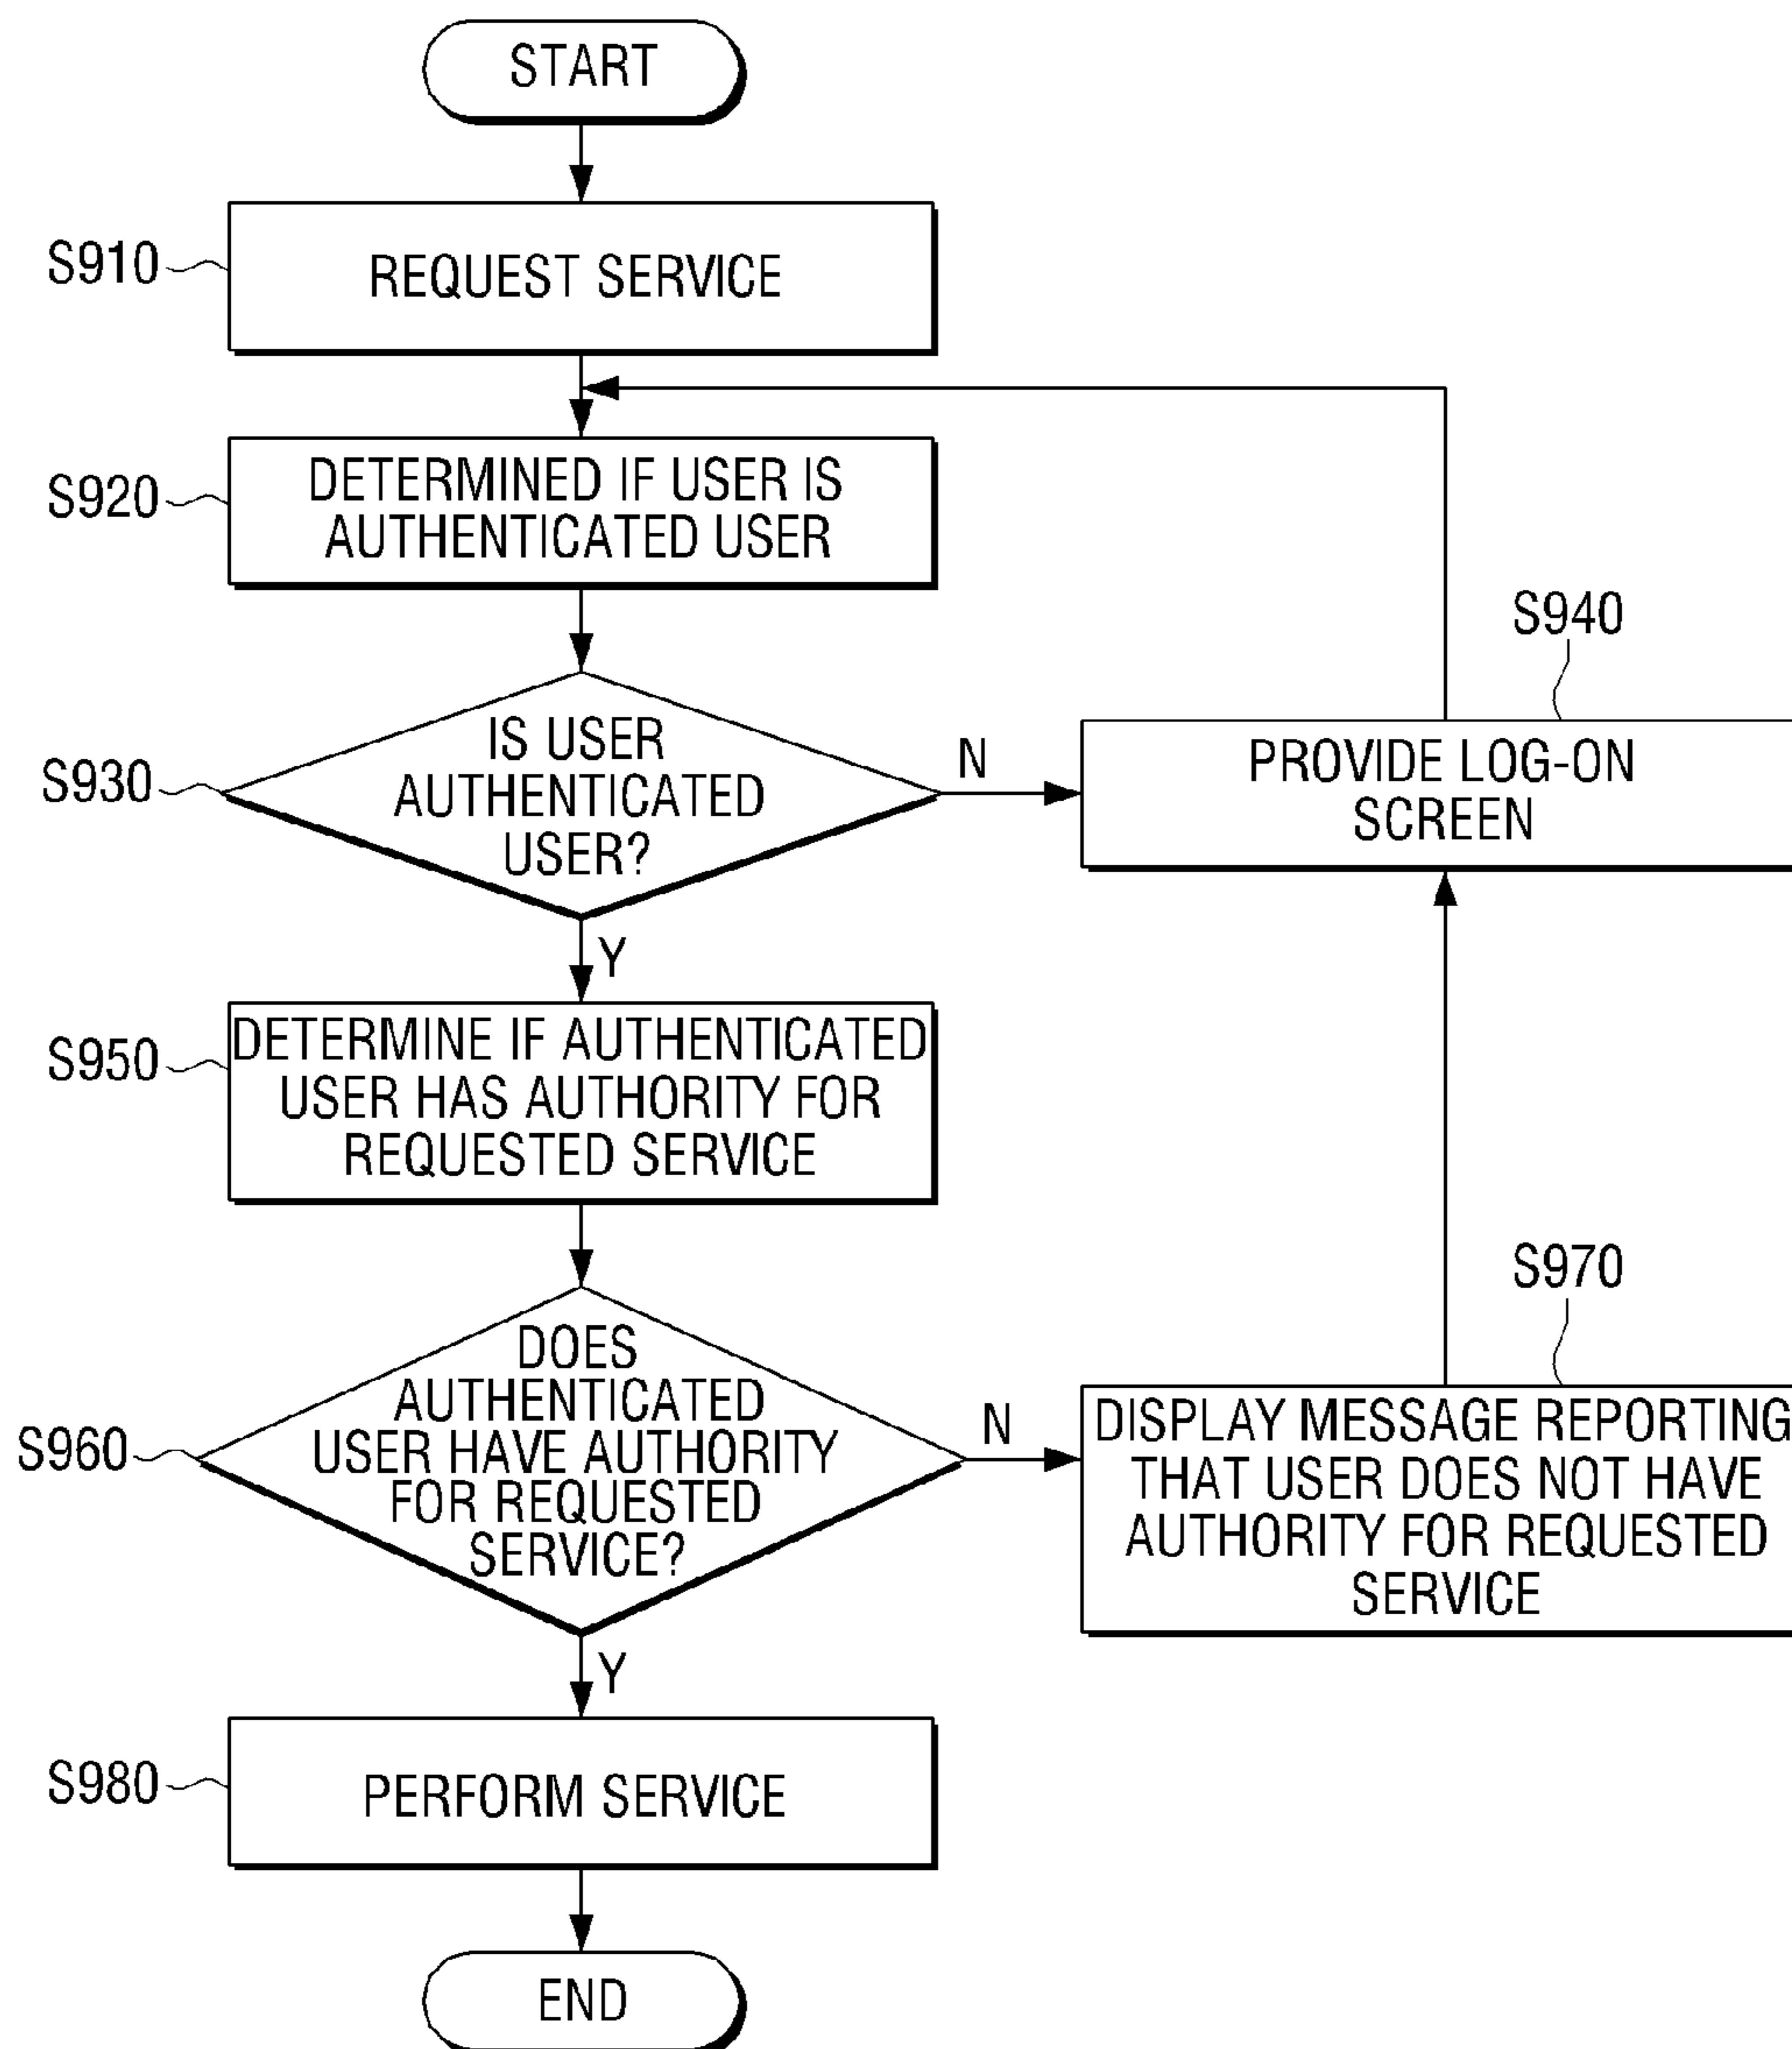 START
S910
REQUEST SERVICE
S920
DETERMINED IF USER IS
AUTHENTICATED USER
S930
IS USER
AUTHENTICATED
USER?
N
S940
PROVIDE LOG-ON
SCREEN
Y
S950
DETERMINE IF AUTHENTICATED
USER HAS AUTHORITY FOR
REQUESTED SERVICE
S960
DOES
AUTHENTICATED
USER HAVE AUTHORITY
FOR REQUESTED
SERVICE?
N
S970
DISPLAY MESSAGE REPORTING
THAT USER DOES NOT HAVE
AUTHORITY FOR REQUESTED
SERVICE
Y
S980
PERFORM SERVICE
END